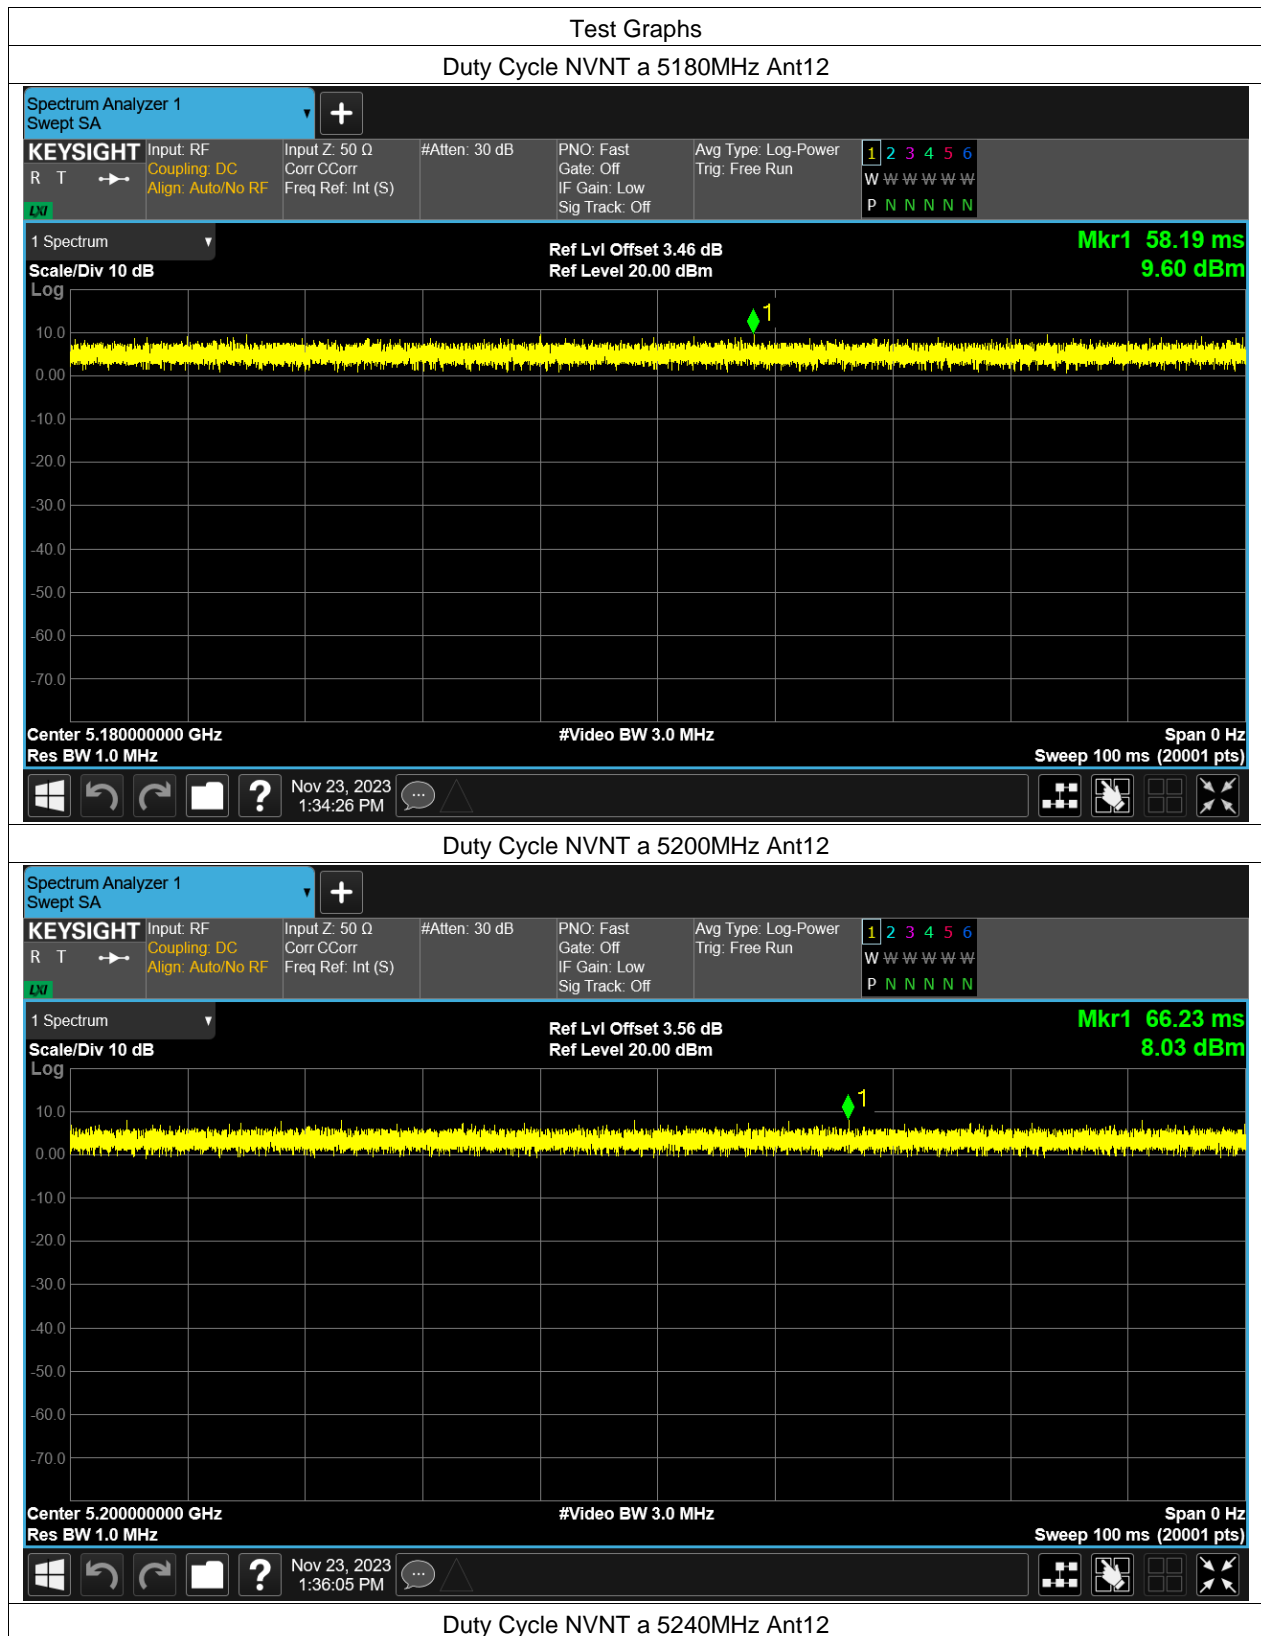 Test Graphs
Duty Cycle NVNT a 5180MHz Ant12
Spectrum Analyzer 1
Swept SA
KEYSIGHT Input: RF Input Z: 50 Ω #Atten: 30 dB PNO: Fast Avg Type: Log-Power 1 2 3 4 5 6
R T Coupling: DC Corr CCorr Gate: Off Trig: Free Run W W W W W W
Align: Auto/No RF Freq Ref: Int (S) IF Gain: Low
LXI Sig Track: Off P N N N N N
1 Spectrum Ref Lvl Offset 3.46 dB Mkr1 58.19 ms
Scale/Div 10 dB Ref Level 20.00 dBm 9.60 dBm
Log
1
10.0
0.00
-10.0
-20.0
-30.0
-40.0
-50.0
-60.0
-70.0
Center 5.180000000 GHz #Video BW 3.0 MHz Span 0 Hz
Res BW 1.0 MHz Sweep 100 ms (20001 pts)
? Nov 23, 2023
1:34:26 PM
Duty Cycle NVNT a 5200MHz Ant12
Spectrum Analyzer 1
Swept SA
KEYSIGHT Input: RF Input Z: 50 Ω #Atten: 30 dB PNO: Fast Avg Type: Log-Power 1 2 3 4 5 6
R T Coupling: DC Corr CCorr Gate: Off Trig: Free Run W W W W W W
Align: Auto/No RF Freq Ref: Int (S) IF Gain: Low
LXI Sig Track: Off P N N N N N
1 Spectrum Ref Lvl Offset 3.56 dB Mkr1 66.23 ms
Scale/Div 10 dB Ref Level 20.00 dBm 8.03 dBm
Log
1
10.0
0.00
-10.0
-20.0
-30.0
-40.0
-50.0
-60.0
-70.0
Center 5.200000000 GHz #Video BW 3.0 MHz Span 0 Hz
Res BW 1.0 MHz Sweep 100 ms (20001 pts)
? Nov 23, 2023
1:36:05 PM
Duty Cycle NVNT a 5240MHz Ant12